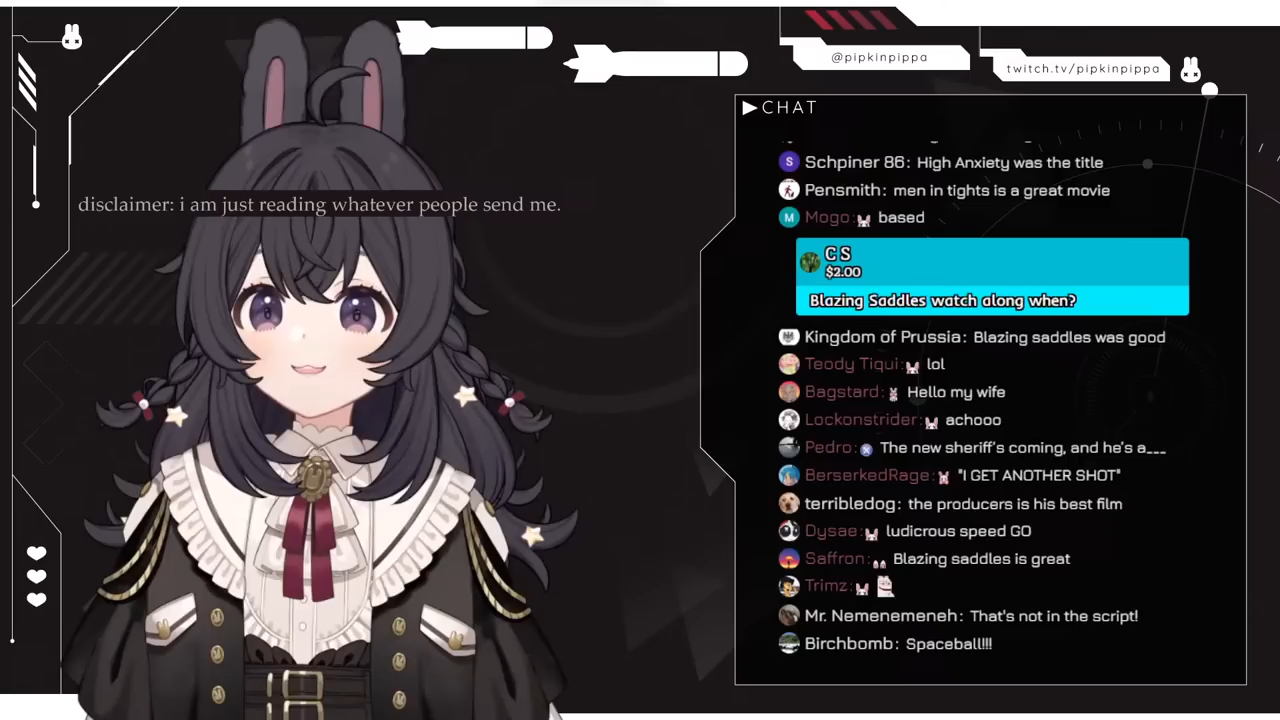 @pipkinpippa
twitch.tv/pipkinpippa
disclaimer: i am just reading whatever people send me.
▶CHAT
S Schpiner 86: High Anxiety was the title
Pensmith: men in tights is a great movie
M Mogo: based
C S
$2.00
Blazing Saddles watch along when?
Kingdom of Prussia: Blazing saddles was good
Teody Tiqui: lol
Bagstard: Hello my wife
Lockonstrider: achooo
Pedro: The new sheriff's coming, and he's a___
BerserkedRage: "I GET ANOTHER SHOT"
terribledog: the producers is his best film
Dysae: ludicrous speed GO
Saffron: Blazing saddles is great
Trimz:
Mr. Nemenemeneh: That's not in the script!
Birchbomb: Spaceball!!!